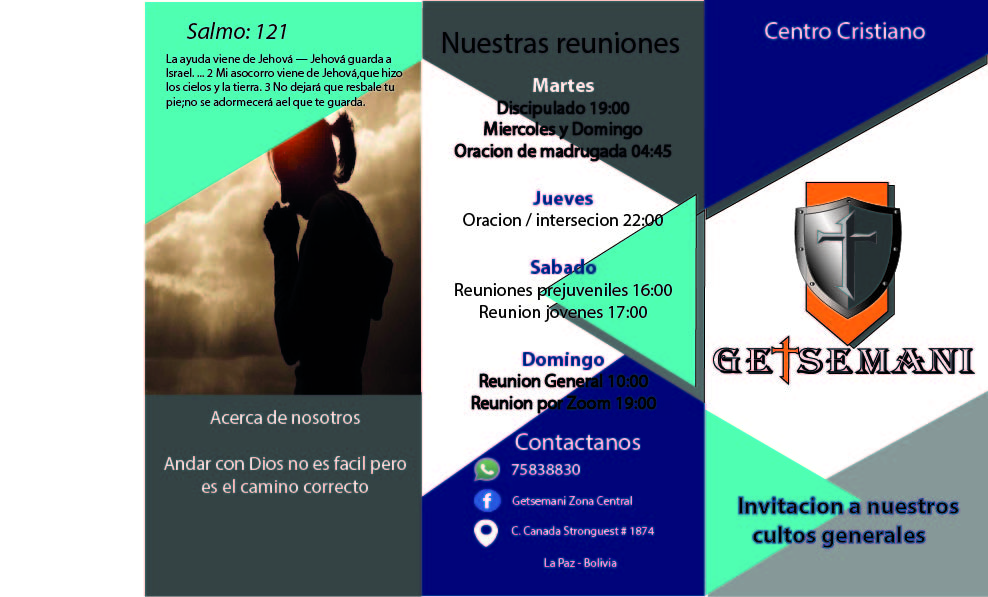 Salmo: 121
La ayuda viene de Jehová — Jehová guarda a
Israel. ... 2 Mi asocorro viene de Jehová,que hizo
los cielos y la tierra. 3 No dejará que resbale tu
pie;no se adormecerá ael que te guarda.
Acerca de nosotros
Andar con Dios no es facil pero
es el camino correcto
Nuestras reuniones
Martes
Discipulado 19:00
Miercoles y Domingo
Oracion de madrugada 04:45
Jueves
Oracion / intersecion 22:00
Sabado
Reuniones prejuveniles 16:00
Reunion jovenes 17:00
Domingo
Reunion General 10:00
Reunion por Zoom 19:00
Contactanos
75838830
Getsemani Zona Central
C. Canada Stronguest # 1874
La Paz - Bolivia
Centro Cristiano
GETSEMANI
Invitacion a nuestros
cultos generales